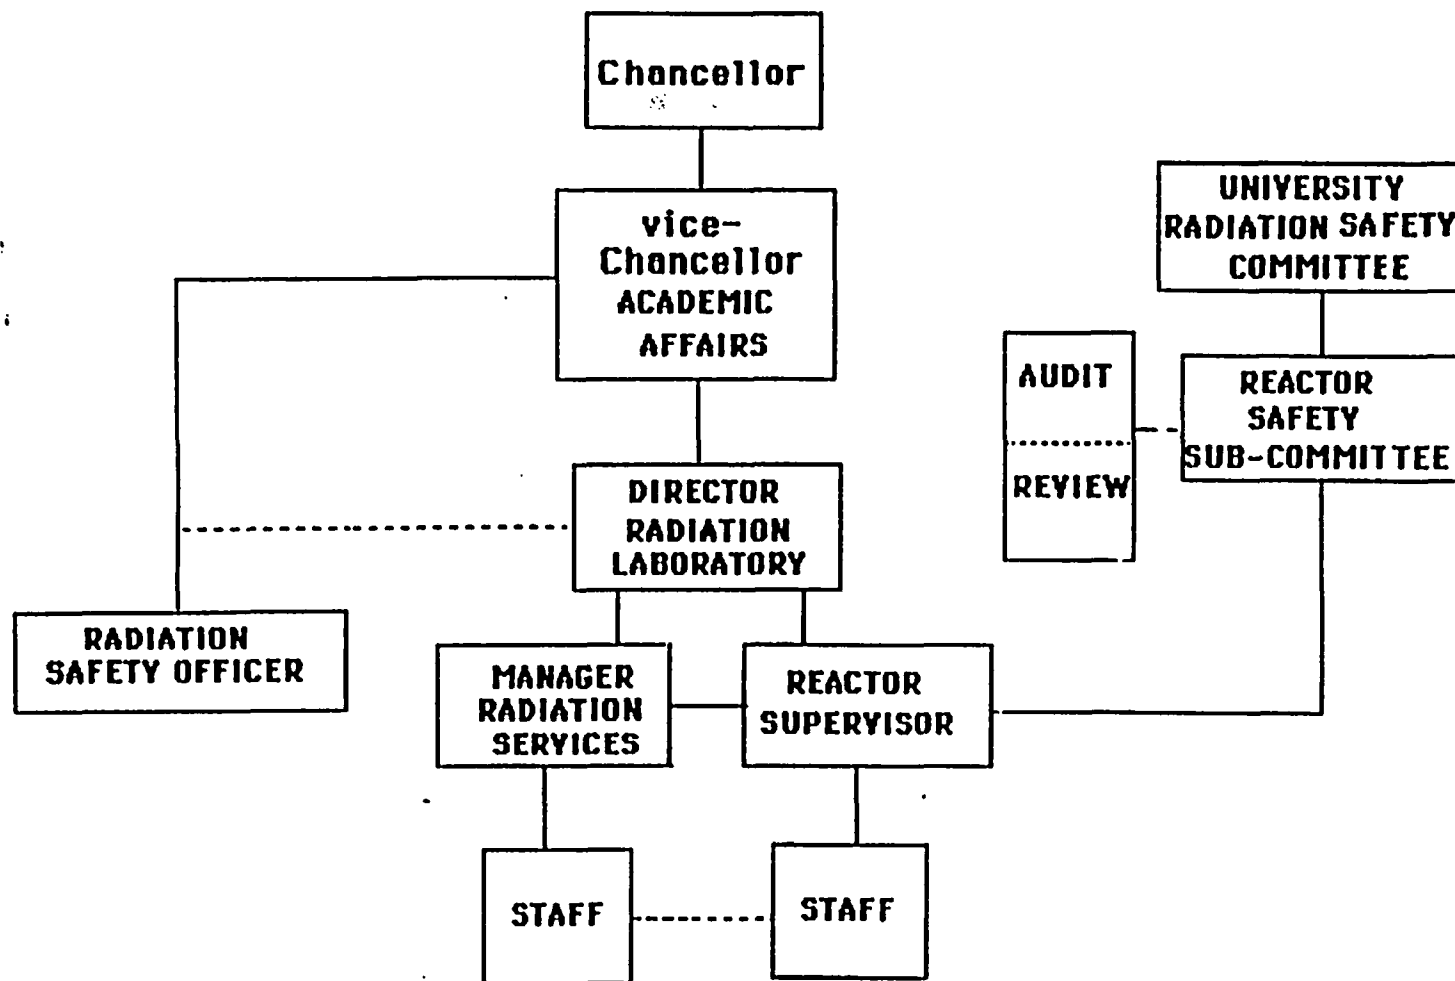 Chancellor
vice-
Chancellor
ACADEMIC
AFFAIRS
UNIVERSITY
RADIATION SAFETY
COMMITTEE
AUDIT
REVIEW
REACTOR
SAFETY
SUB-COMMITTEE
DIRECTOR
RADIATION
LABORATORY
RADIATION
SAFETY OFFICER
MANAGER
RADIATION
SERVICES
REACTOR
SUPERVISOR
STAFF
STAFF